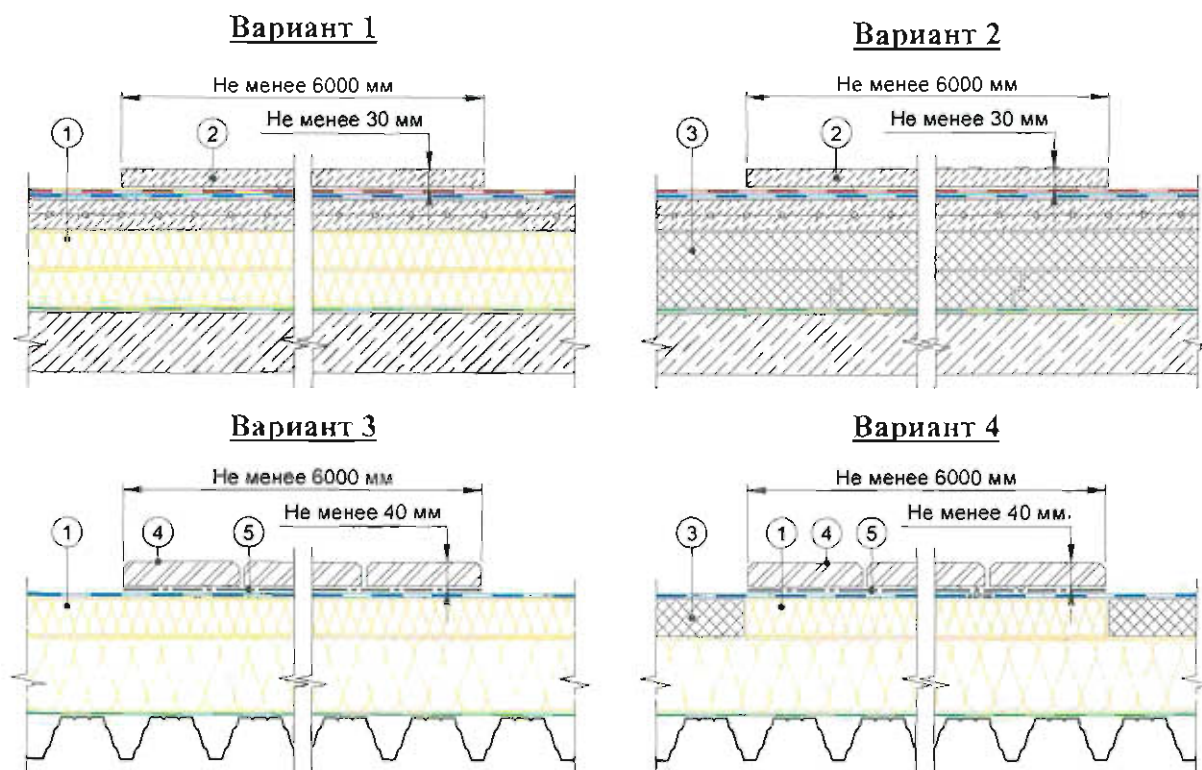 Вариант 1
Не менее 6000 мм
Не менее 30 мм
1
2
Вариант 2
Не менее 6000 мм
Не менее 30 мм
3
2
Вариант 3
Не менее 6000 мм
Не менее 40 мм
1
4
5
Вариант 4
Не менее 6000 мм
Не менее 40 мм.
3
1
4
5